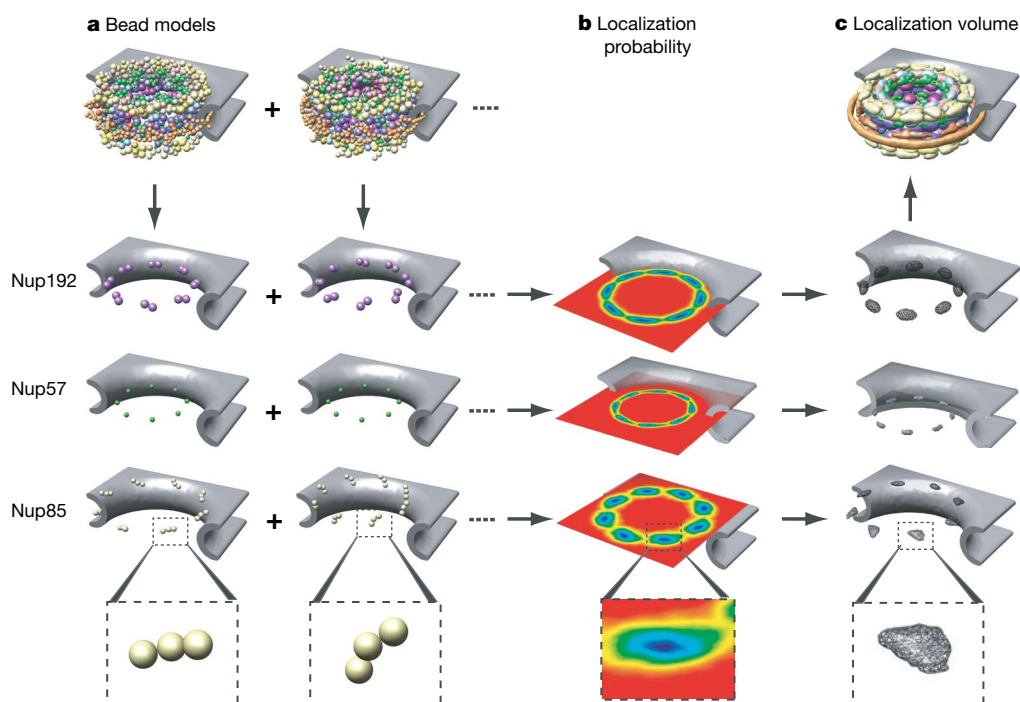 a Bead models
b Localization
probability
c Localization volume
+
....
Nup192
+
....
Nup57
+
....
Nup85
+
....